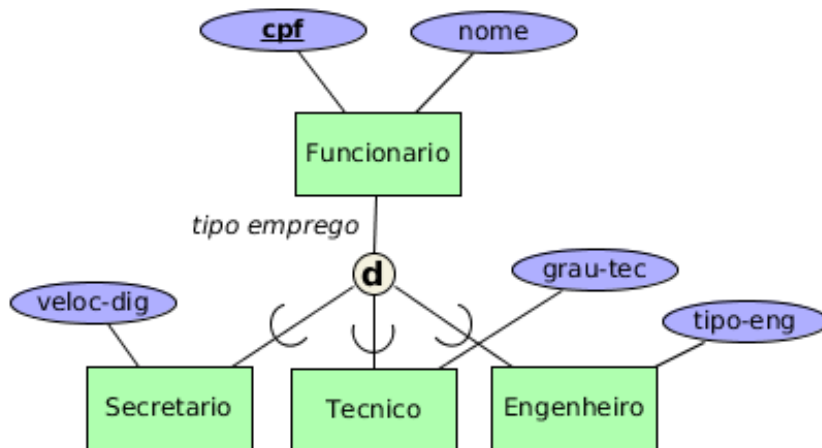 cpf
nome
Funcionario
tipo emprego
d
grau-tec
veloc-dig
tipo-eng
Secretario
Tecnico
Engenheiro